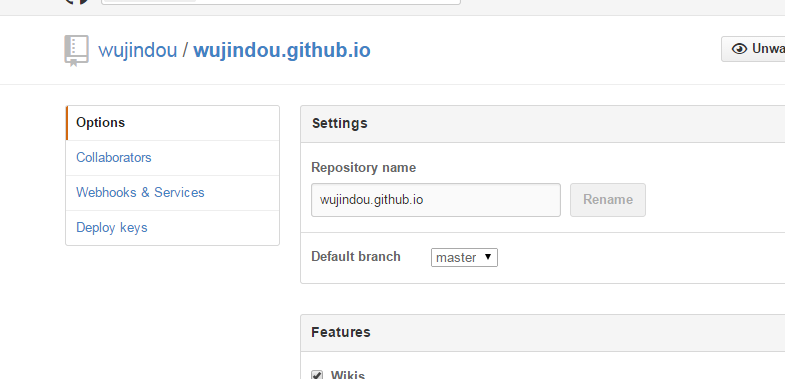 wujindou / wujindou.github.io
Unwa
Options
Collaborators
Webhooks & Services
Deploy keys
Settings
Repository name
wujindou.github.io
Rename
Default branch
master
Features
Wikis